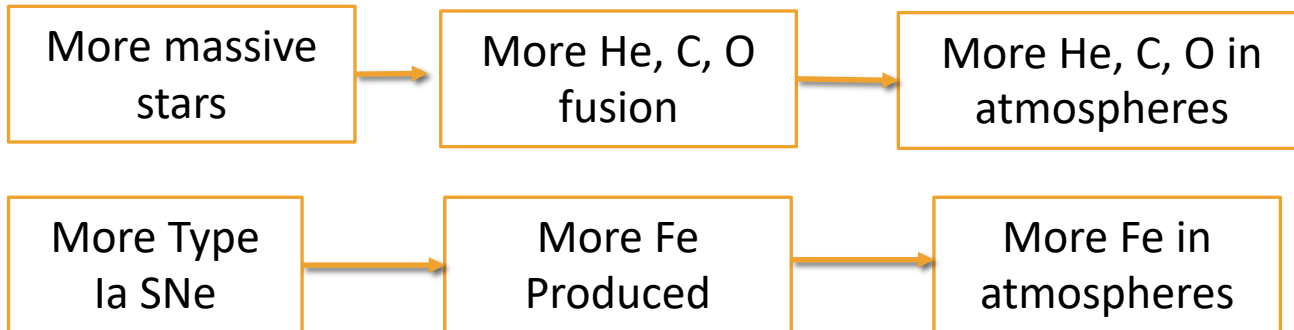 More massive
stars
More He, C, O
fusion
More He, C, O in
atmospheres
More Type
Ia SNe
More Fe
Produced
More Fe in
atmospheres